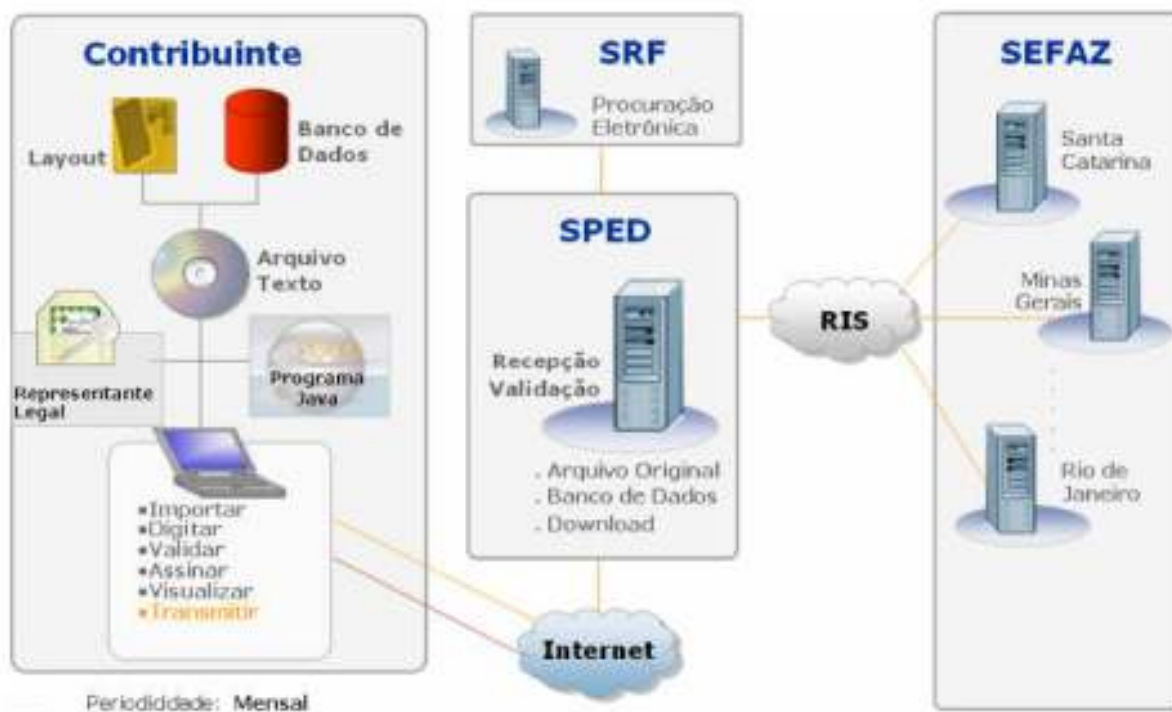 Contribuinte
Layout
Banco de
Dados
Arquivo
Texto
Representante
Legal
Programa
Java
•Importar
•Digitar
•Validar
•Assinar
•Visualizar
•Transmitir
Periodicidade: Mensal
SRF
Procuração
Eletrônica
SPED
Recepção
Validação
. Arquivo Original
. Banco de Dados
. Download
Internet
RIS
SEFAZ
Santa
Catarina
Minas
Gerais
Rio de
Janeiro